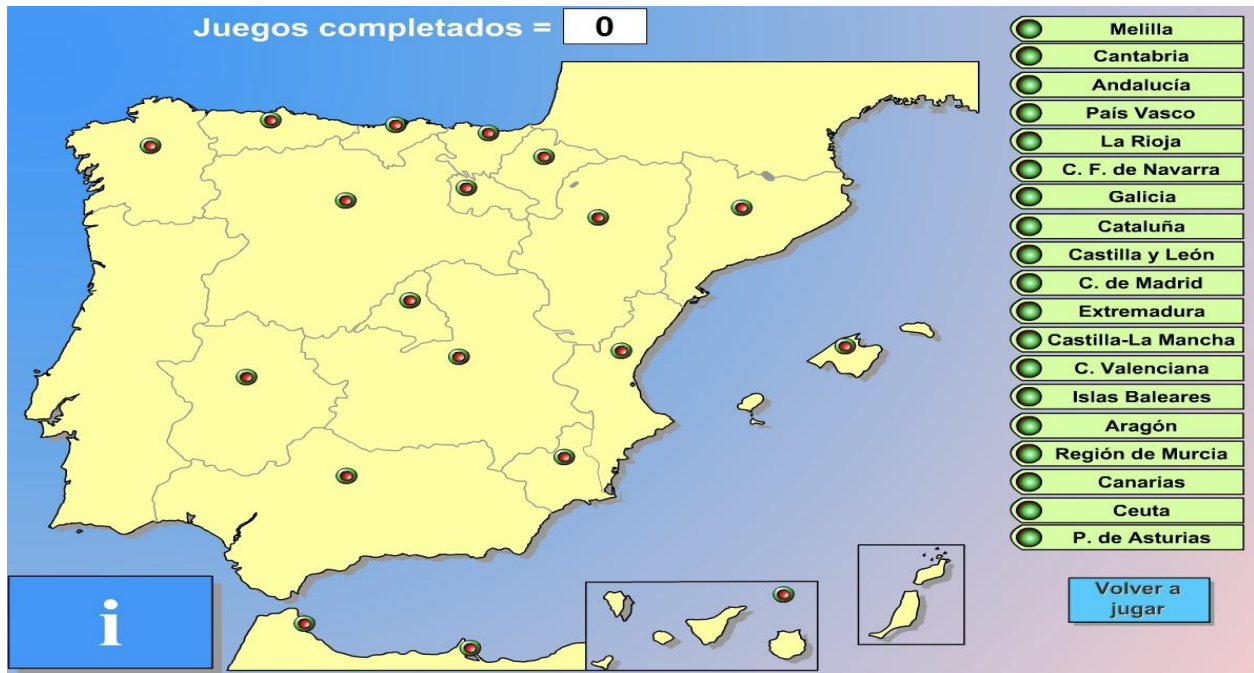 Juegos completados = 0
Melilla
Cantabria
Andalucía
País Vasco
La Rioja
C. F. de Navarra
Galicia
Cataluña
Castilla y León
C. de Madrid
Extremadura
Castilla-La Mancha
C. Valenciana
Islas Baleares
Aragón
Región de Murcia
Canarias
Ceuta
P. de Asturias
Volver a
jugar
i